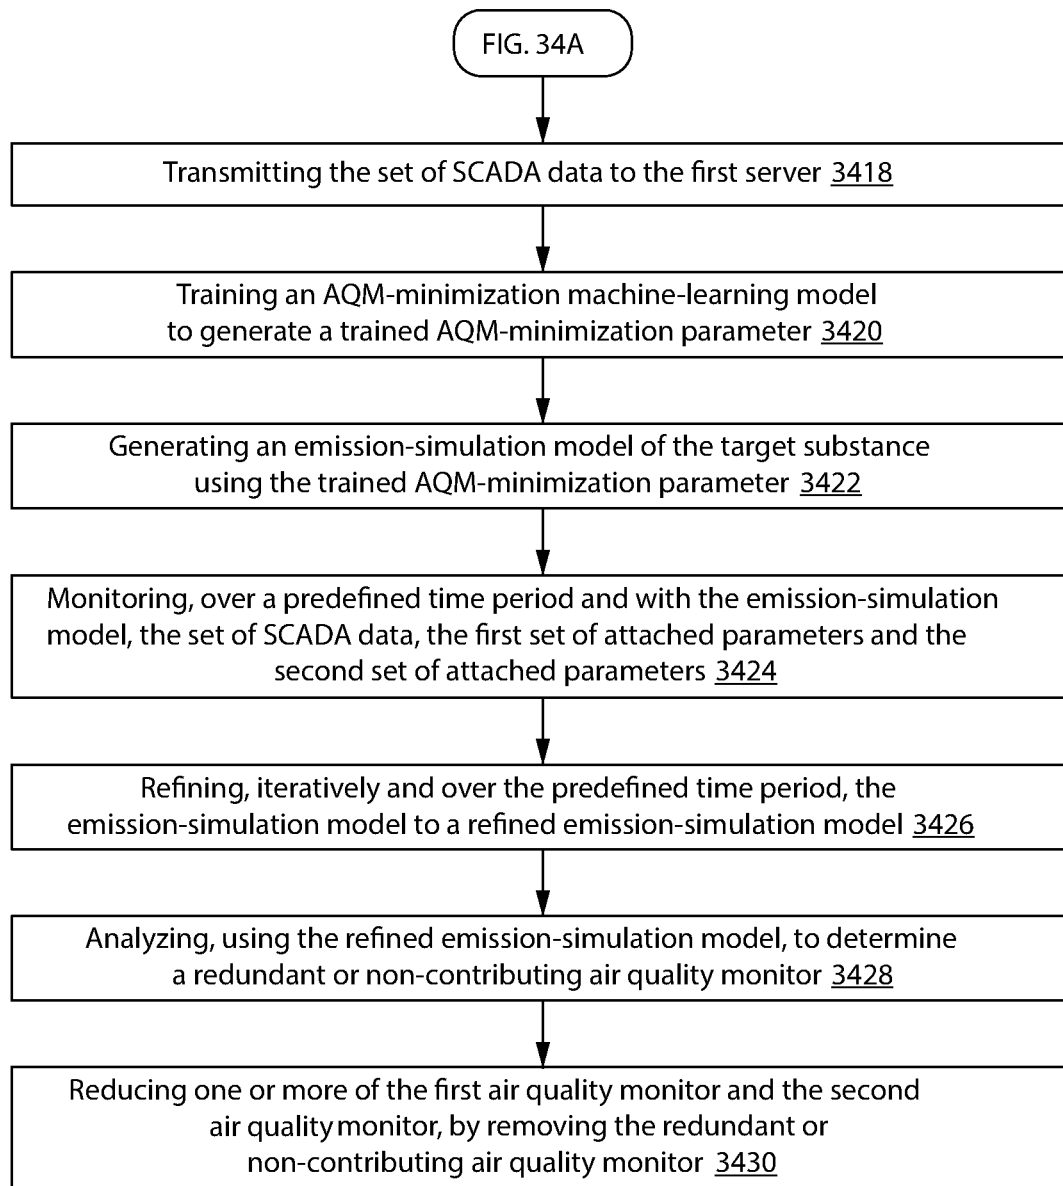 FIG. 34A
Transmitting the set of SCADA data to the first server 3418
Training an AQM-minimization machine-learning model
to generate a trained AQM-minimization parameter 3420
Generating an emission-simulation model of the target substance
using the trained AQM-minimization parameter 3422
Monitoring, over a predefined time period and with the emission-simulation
model, the set of SCADA data, the first set of attached parameters and the
second set of attached parameters 3424
Refining, iteratively and over the predefined time period, the
emission-simulation model to a refined emission-simulation model 3426
Analyzing, using the refined emission-simulation model, to determine
a redundant or non-contributing air quality monitor 3428
Reducing one or more of the first air quality monitor and the second
air quality monitor, by removing the redundant or
non-contributing air quality monitor 3430